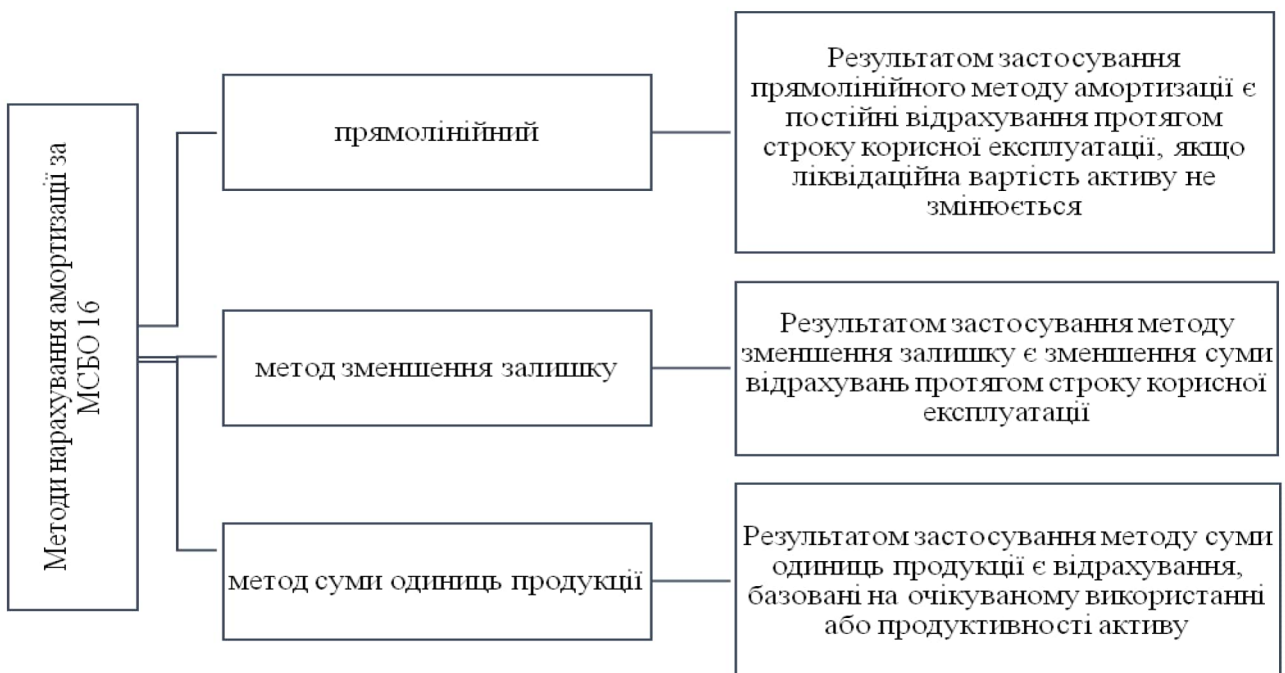 Методи нарахування амортизації за
МСБО 16
прямолінійний
Результатом застосування
прямолінійного методу амортизації є
постійні відрахування протягом
строку корисної експлуатації, якщо
ліквідаційна вартість активу не
змінюється
метод зменшення залишку
Результатом застосування методу
зменшення залишку є зменшення суми
відрахувань протягом строку корисної
експлуатації
метод суми одиниць продукції
Результатом застосування методу суми
одиниць продукції є відрахування,
базовані на очікуваному використанні
або продуктивності активу